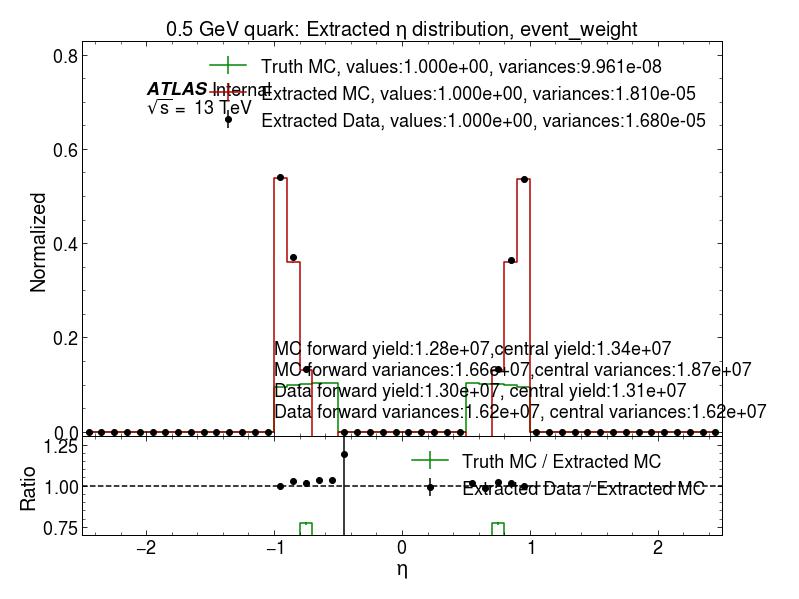 0.5 GeV quark: Extracted η distribution, event_weight
Truth MC, values:1.000e+00, variances:9.961e-08
ATLAS Internal
Extracted MC, values:1.000e+00, variances:1.810e-05
√s = 13 TeV
Extracted Data, values:1.000e+00, variances:1.680e-05
0.8
0.6
0.4
0.2
0.0
Normalized
MC forward yield:1.28e+07,central yield:1.34e+07
MC forward variances:1.66e+07,central variances:1.87e+07
Data forward yield:1.30e+07, central yield:1.31e+07
Data forward variances:1.62e+07, central variances:1.62e+07
1.25
1.00
0.75
Ratio
Truth MC / Extracted MC
Extracted Data / Extracted MC
−2 −1 0 1 2
η